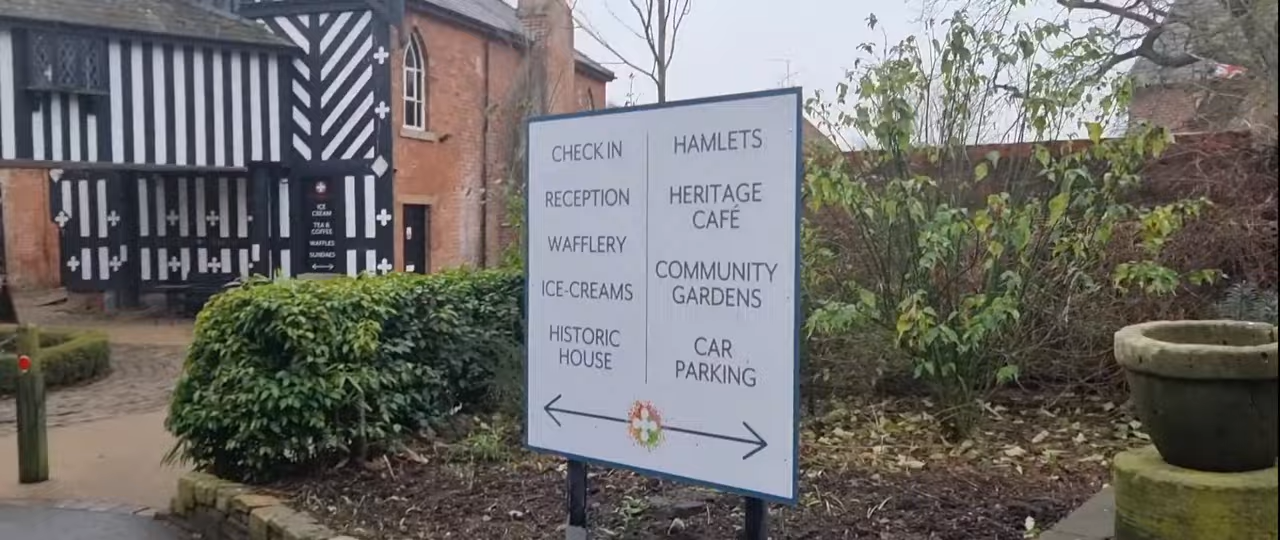 CHECK IN
RECEPTION
WAFFLERY
ICE-CREAMS
HISTORIC
HOUSE
HAMLETS
HERITAGE
CAFÉ
COMMUNITY
GARDENS
CAR
PARKING
ICE
CREAM
TEA &
COFFEE
WAFFLES
SUNDAES